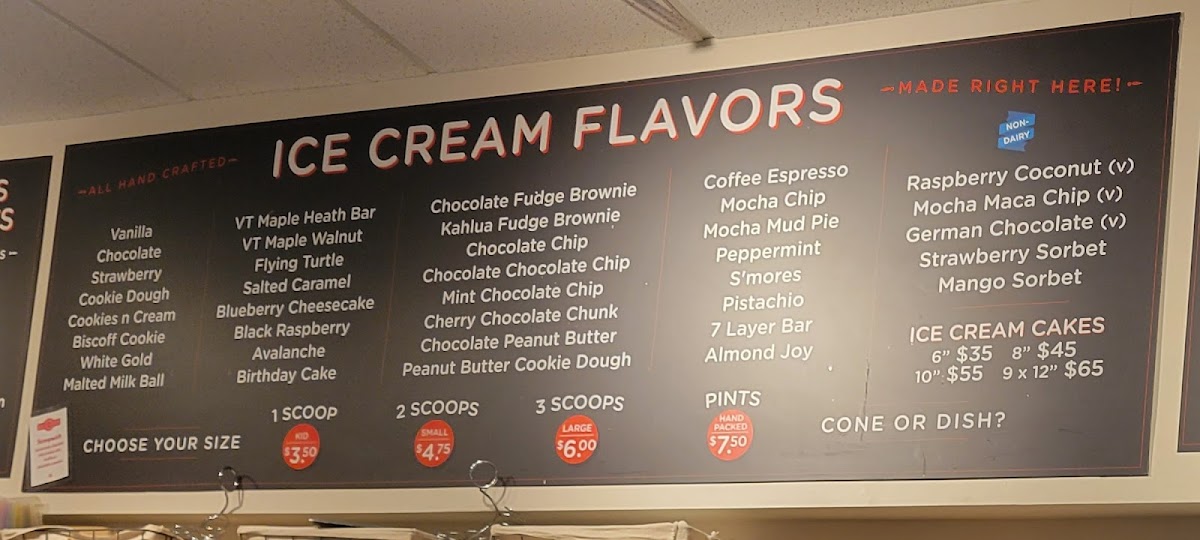 ALL HAND CRAFTED
ICE CREAM FLAVORS
MADE RIGHT HERE!
Vanilla
Chocolate
Strawberry
Cookie Dough
Cookies n Cream
Biscoff Cookie
White Gold
Malted Milk Ball
VT Maple Heath Bar
VT Maple Walnut
Flying Turtle
Salted Caramel
Blueberry Cheesecake
Black Raspberry
Avalanche
Birthday Cake
Chocolate Fudge Brownie
Kahlua Fudge Brownie
Chocolate Chip
Chocolate Chocolate Chip
Mint Chocolate Chip
Cherry Chocolate Chunk
Chocolate Peanut Butter
Peanut Butter Cookie Dough
Coffee Espresso
Mocha Chip
Mocha Mud Pie
Peppermint
S'mores
Pistachio
7 Layer Bar
Almond Joy
NON-
DAIRY
Raspberry Coconut (v)
Mocha Maca Chip (v)
German Chocolate (v)
Strawberry Sorbet
Mango Sorbet
ICE CREAM CAKES
6" $35 8" $45
10" $55 9 x 12" $65
CHOOSE YOUR SIZE
1 SCOOP
KID
$3.50
2 SCOOPS
SMALL
$4.75
3 SCOOPS
LARGE
$6.00
PINTS
HAND
PACKED
$7.50
CONE OR DISH?